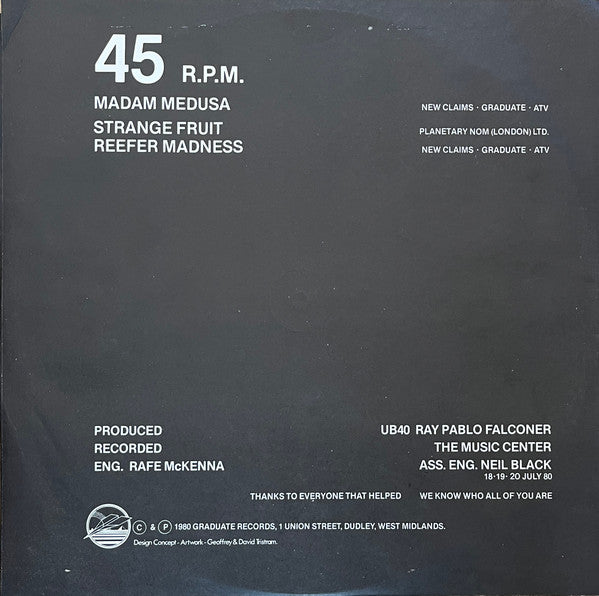 45 R.P.M.
MADAM MEDUSA NEW CLAIMS · GRADUATE · ATV
STRANGE FRUIT PLANETARY NOM (LONDON) LTD.
REEFER MADNESS NEW CLAIMS · GRADUATE · ATV
PRODUCED UB40 RAY PABLO FALCONER
RECORDED THE MUSIC CENTER
ENG. RAFE McKENNA ASS. ENG. NEIL BLACK
18·19·20 JULY 80
THANKS TO EVERYONE THAT HELPED WE KNOW WHO ALL OF YOU ARE
© & ℗ 1980 GRADUATE RECORDS, 1 UNION STREET, DUDLEY, WEST MIDLANDS.
Design Concept - Artwork - Geoffrey & David Tristram.